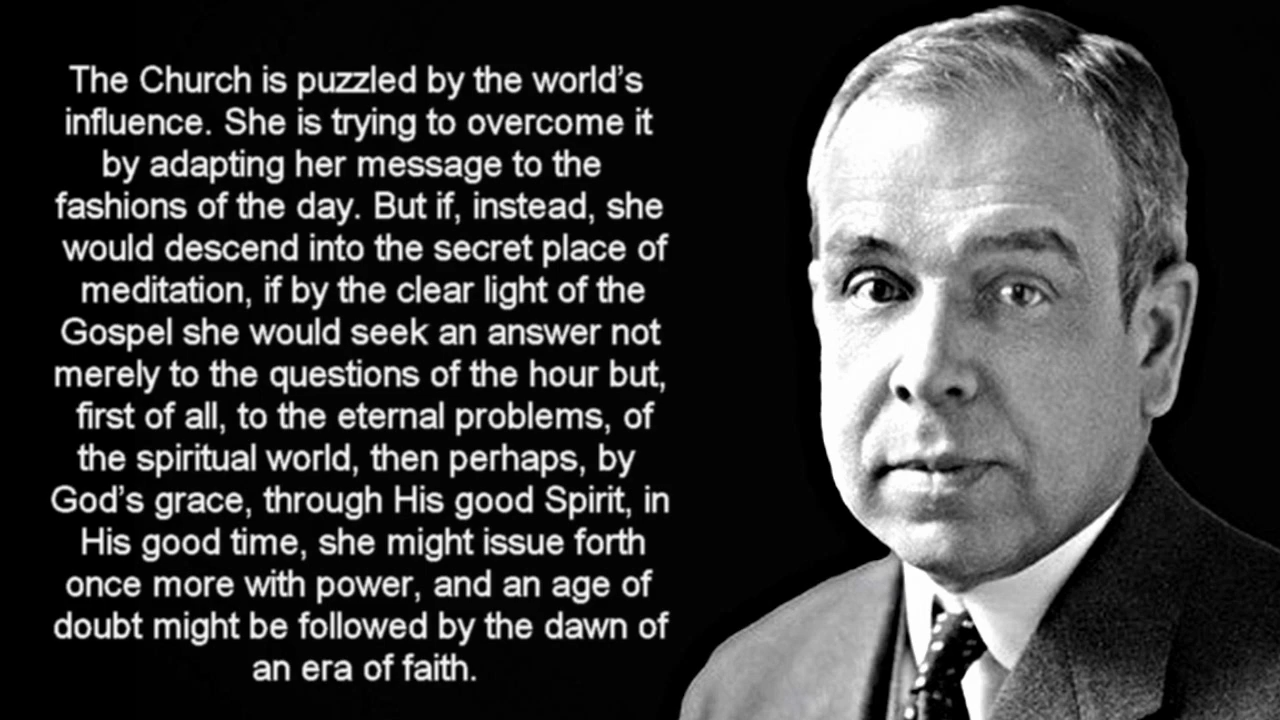 The Church is puzzled by the world’s
influence. She is trying to overcome it
by adapting her message to the
fashions of the day. But if, instead, she
would descend into the secret place of
meditation, if by the clear light of the
Gospel she would seek an answer not
merely to the questions of the hour but,
first of all, to the eternal problems, of
the spiritual world, then perhaps, by
God’s grace, through His good Spirit, in
His good time, she might issue forth
once more with power, and an age of
doubt might be followed by the dawn of
an era of faith.